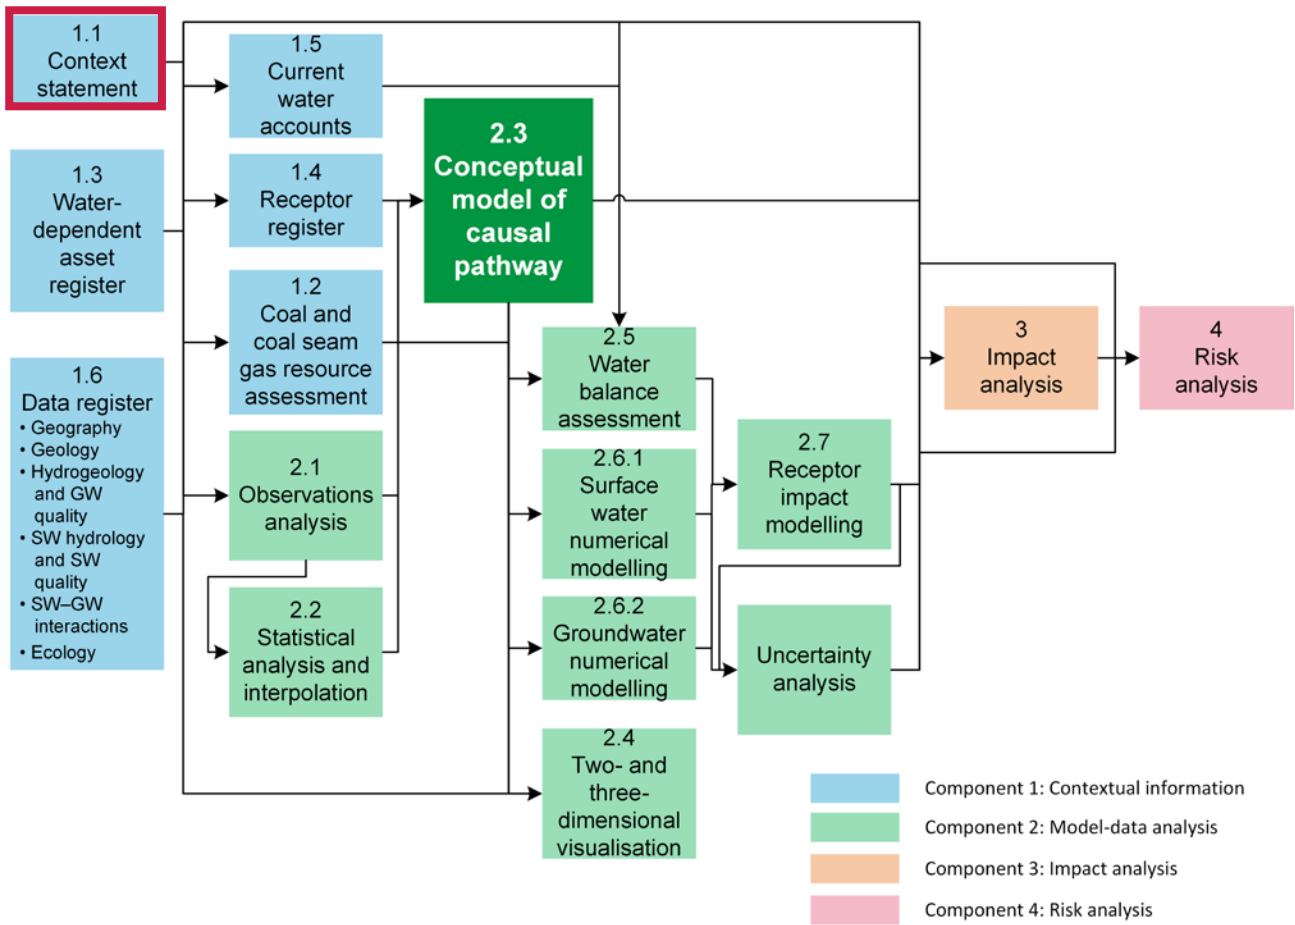 1.1
Context
statement
1.3
Water-
dependent
asset
register
1.6
Data register
• Geography
• Geology
• Hydrogeology
and GW
quality
• SW hydrology
and SW
quality
• SW–GW
interactions
• Ecology
1.5
Current
water
accounts
1.4
Receptor
register
1.2
Coal and
coal seam
gas resource
assessment
2.1
Observations
analysis
2.2
Statistical
analysis and
interpolation
2.3
Conceptual
model of
causal
pathway
2.5
Water
balance
assessment
2.6.1
Surface
water
numerical
modelling
2.6.2
Groundwater
numerical
modelling
2.4
Two- and
three-
dimensional
visualisation
2.7
Receptor
impact
modelling
Uncertainty
analysis
3
Impact
analysis
4
Risk
analysis
Component 1: Contextual information
Component 2: Model-data analysis
Component 3: Impact analysis
Component 4: Risk analysis